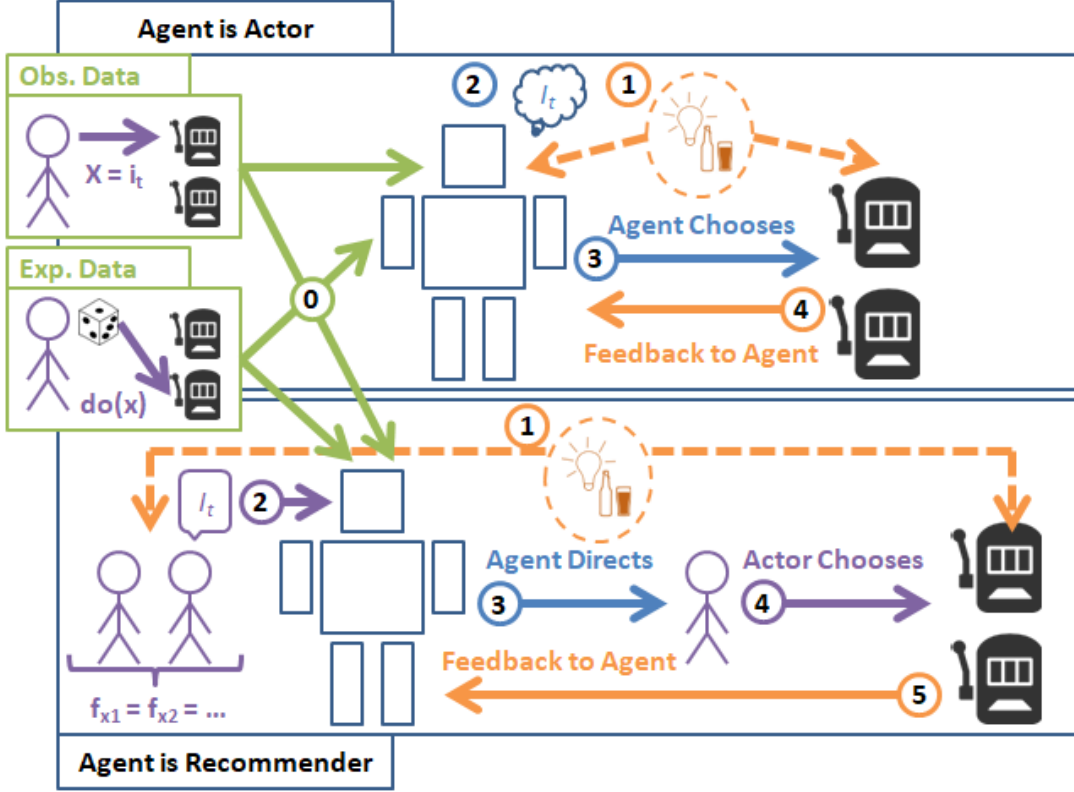 Agent is Actor
Obs. Data
X = i_t
Exp. Data
do(x)
0
2
I_t
1
Agent Chooses
3
4
Feedback to Agent
1
I_t
2
Agent Directs
3
Actor Chooses
4
Feedback to Agent
5
f_x1 = f_x2 = ...
Agent is Recommender